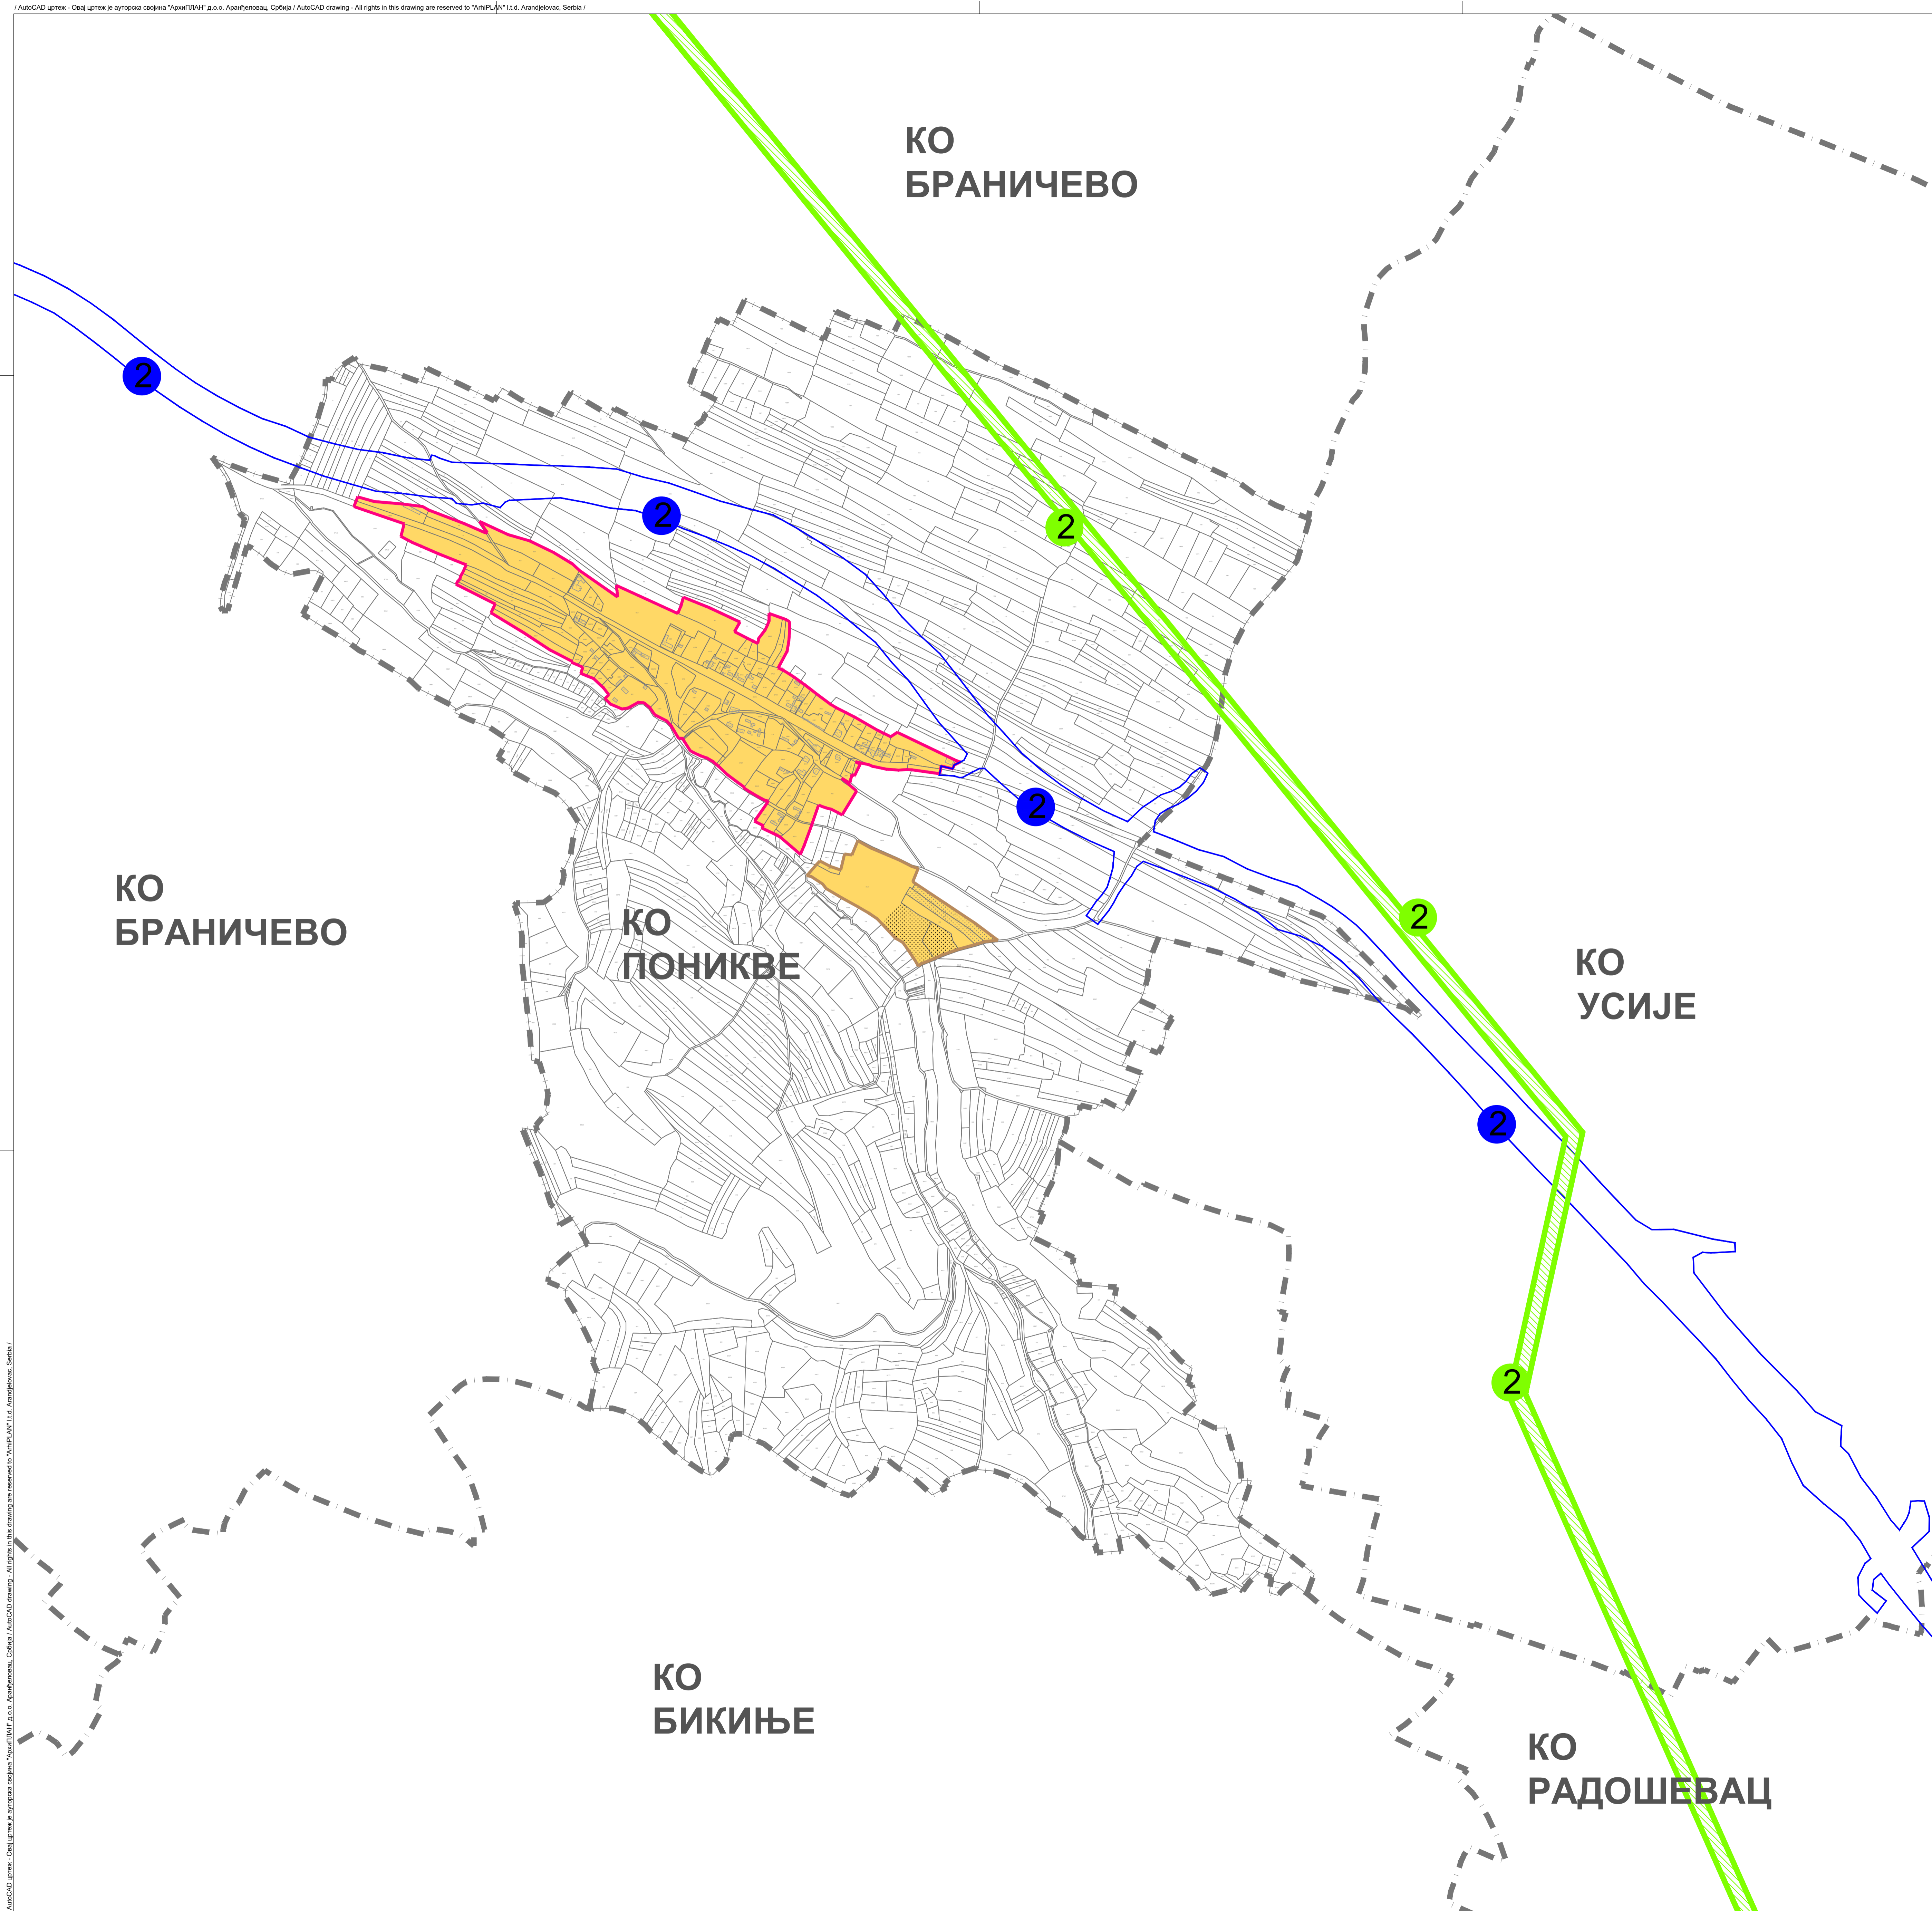 / AutoCAD цртеж - Овај цртеж је ауторска својина "АрхиПЛАН" д.о.о. Аранђеловац, Србија / AutoCAD drawing - All rights in this drawing are reserved to "ArhiPLAN" l.t.d. Arandjelovac, Serbia /
КО
БРАНИЧЕВО
2
2
2
2
КО
БРАНИЧЕВО
КО
ПОНИКВЕ
2
КО
УСИЈЕ
2
2
КО
БИКИЊЕ
КО
РАДОШЕВАЦ
AutoCAD цртеж - Овај цртеж је ауторска својина "АрхиПЛАН" д.о.о. Аранђеловац, Србија / AutoCAD drawing - All rights in this drawing are reserved to "ArhiPLAN" l.t.d. Arandjelovac, Serbia /